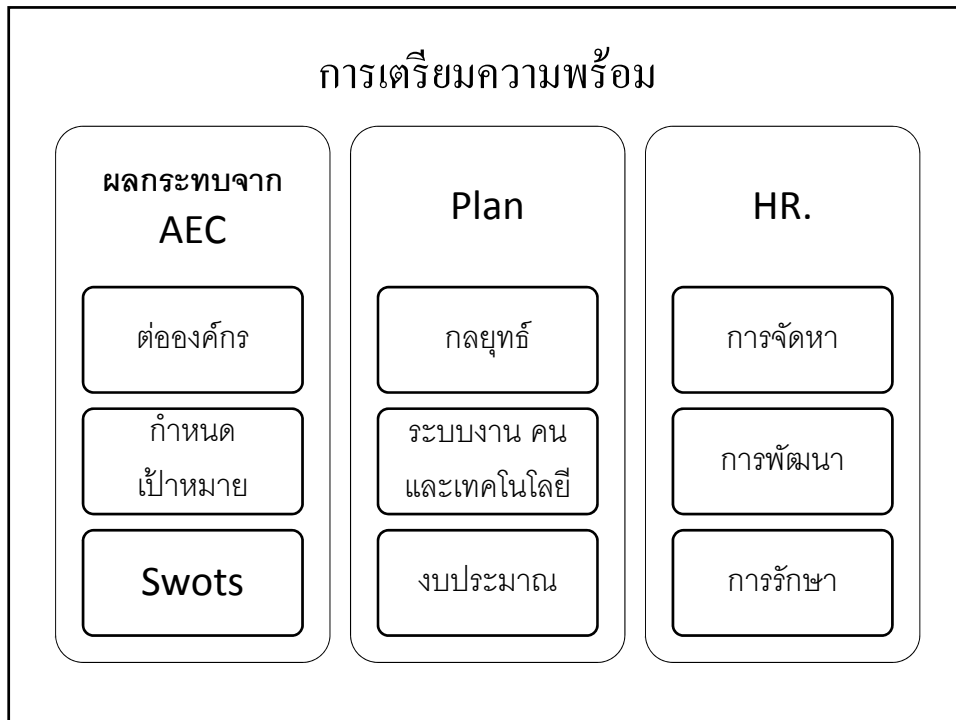 การเตรียมความพร้อม
ผลกระทบจาก
AEC
ต่อองค์กร
กำหนด
เป้าหมาย
Swots
Plan
กลยุทธ์
ระบบงาน คน
และเทคโนโลยี
งบประมาณ
HR.
การจัดหา
การพัฒนา
การรักษา